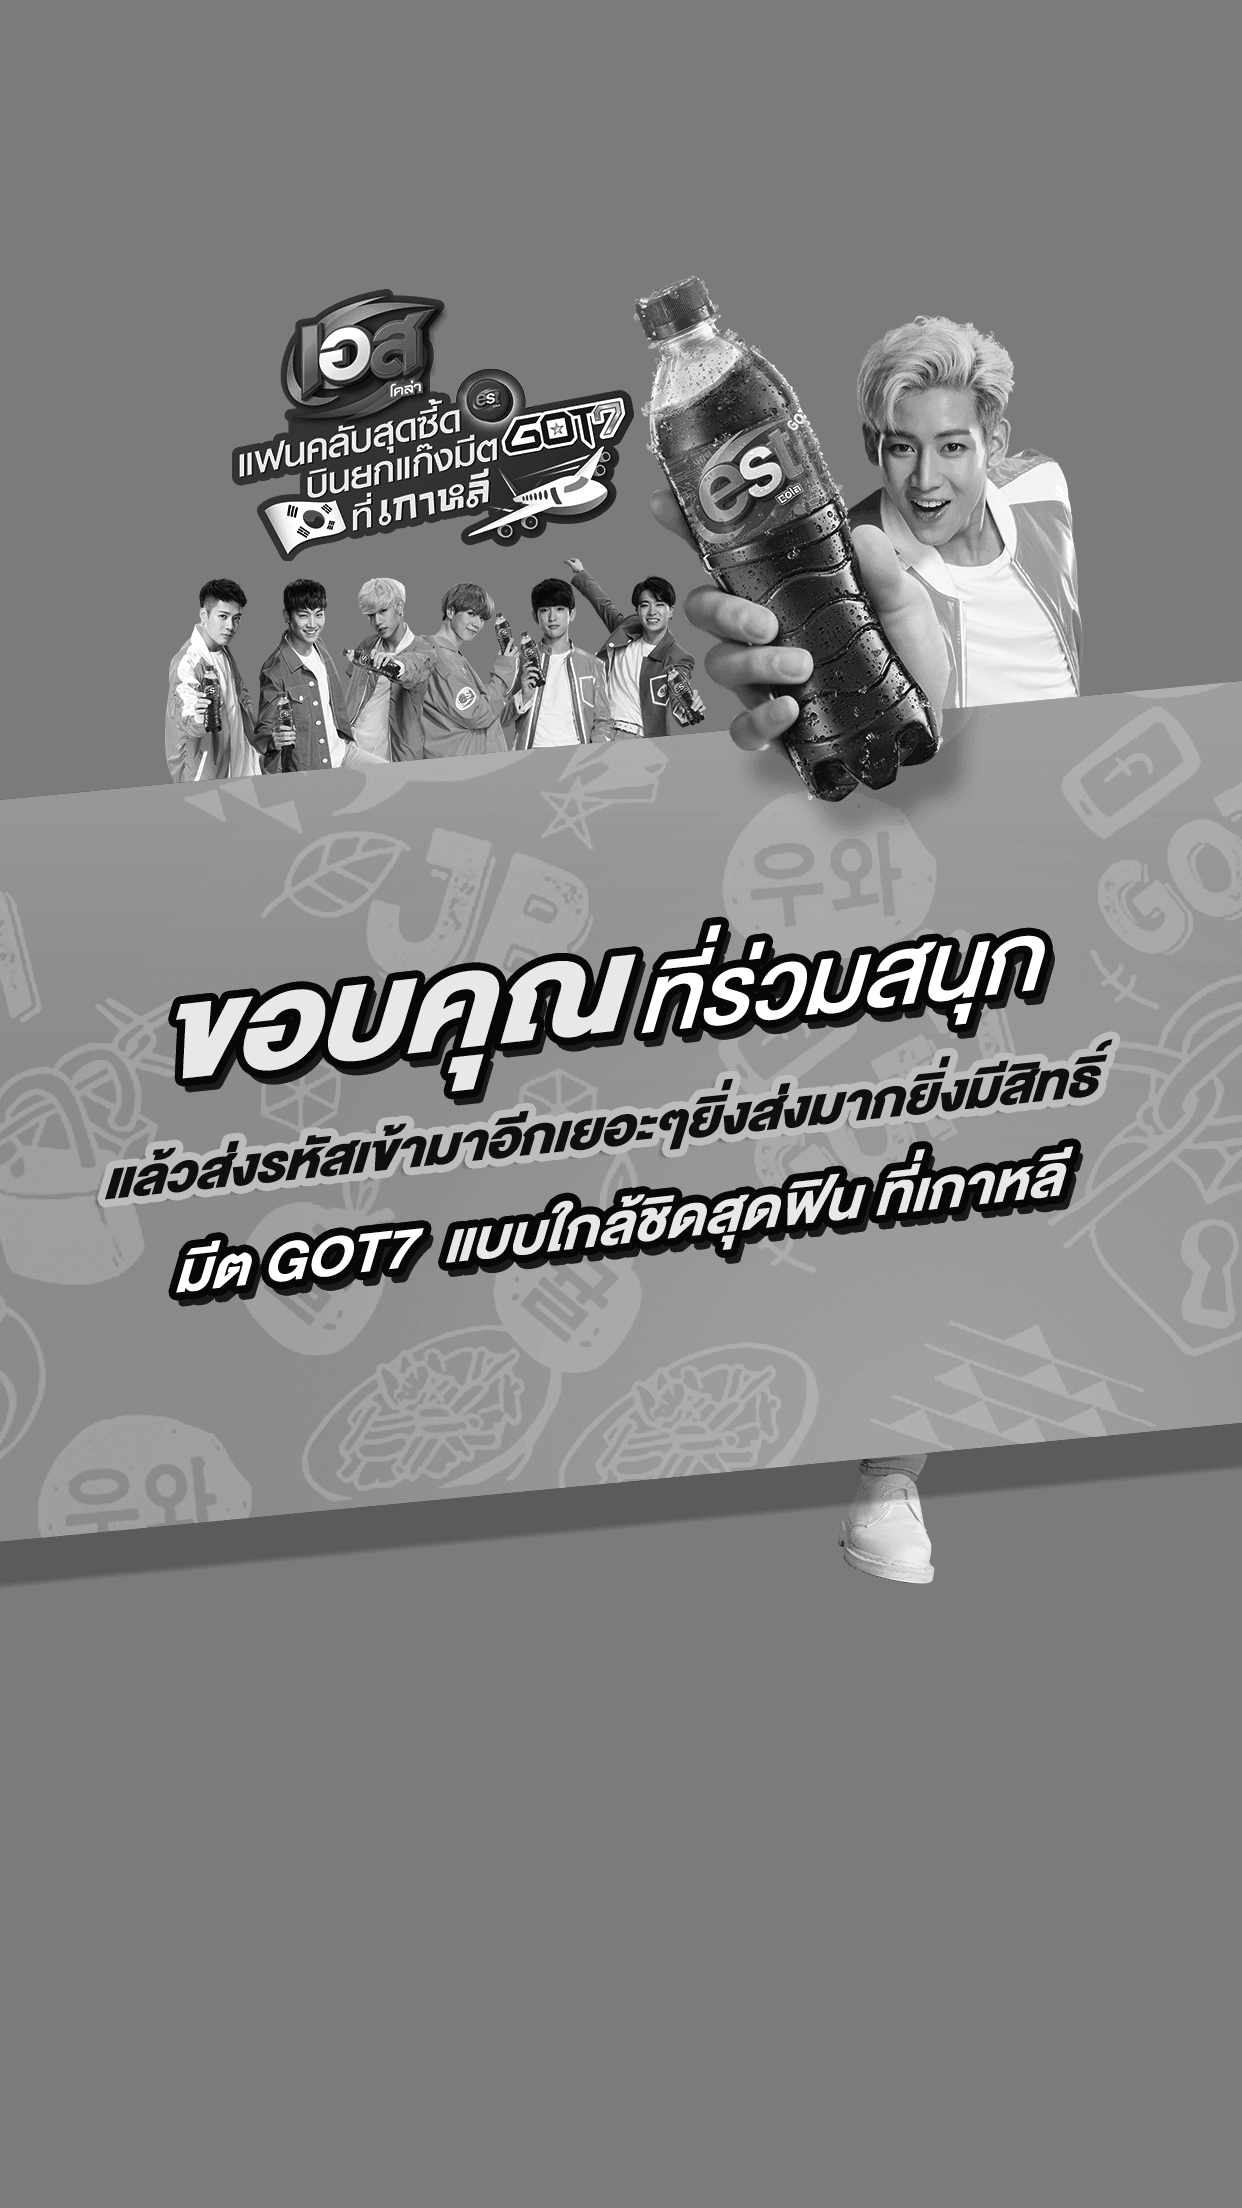 เอส
โคล่า
est
แฟนคลับสุดซี้ด
บินยกแก๊งมีต GOT7
ที่ เกาหลี
GO
est
cola
JR
우와
GOT
ขอบคุณ ที่ร่วมสนุก
แล้วส่งรหัสเข้ามาอีกเยอะๆยิ่งส่งมากยิ่งมีสิทธิ์
มีต GOT7 แบบใกล้ชิดสุดฟิน ที่เกาหลี
우와